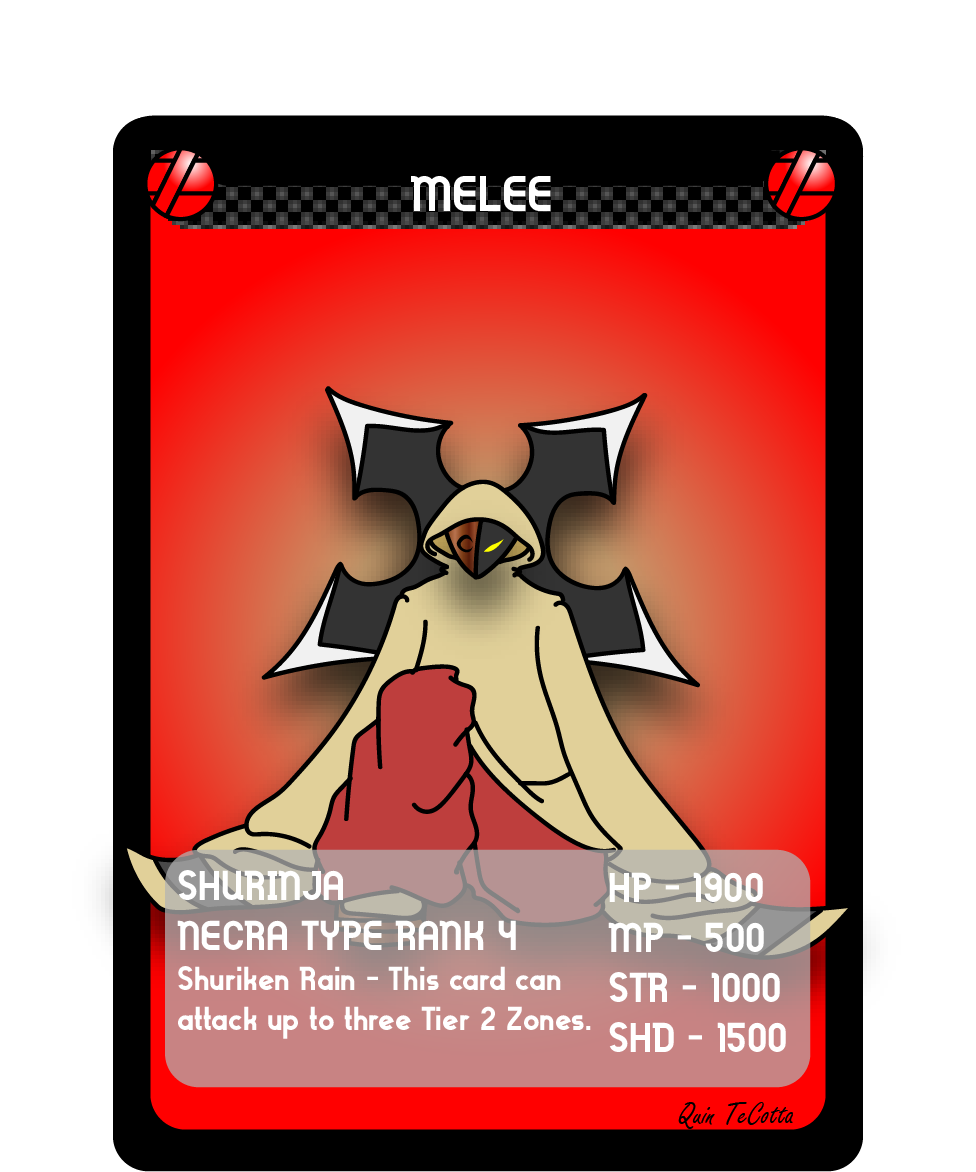 MELEE
SHURINJA
NECRA TYPE RANK 4
Shuriken Rain - This card can
attack up to three Tier 2 Zones.
HP - 1900
MP - 500
STR - 1000
SHD - 1500
Quin TeCotta